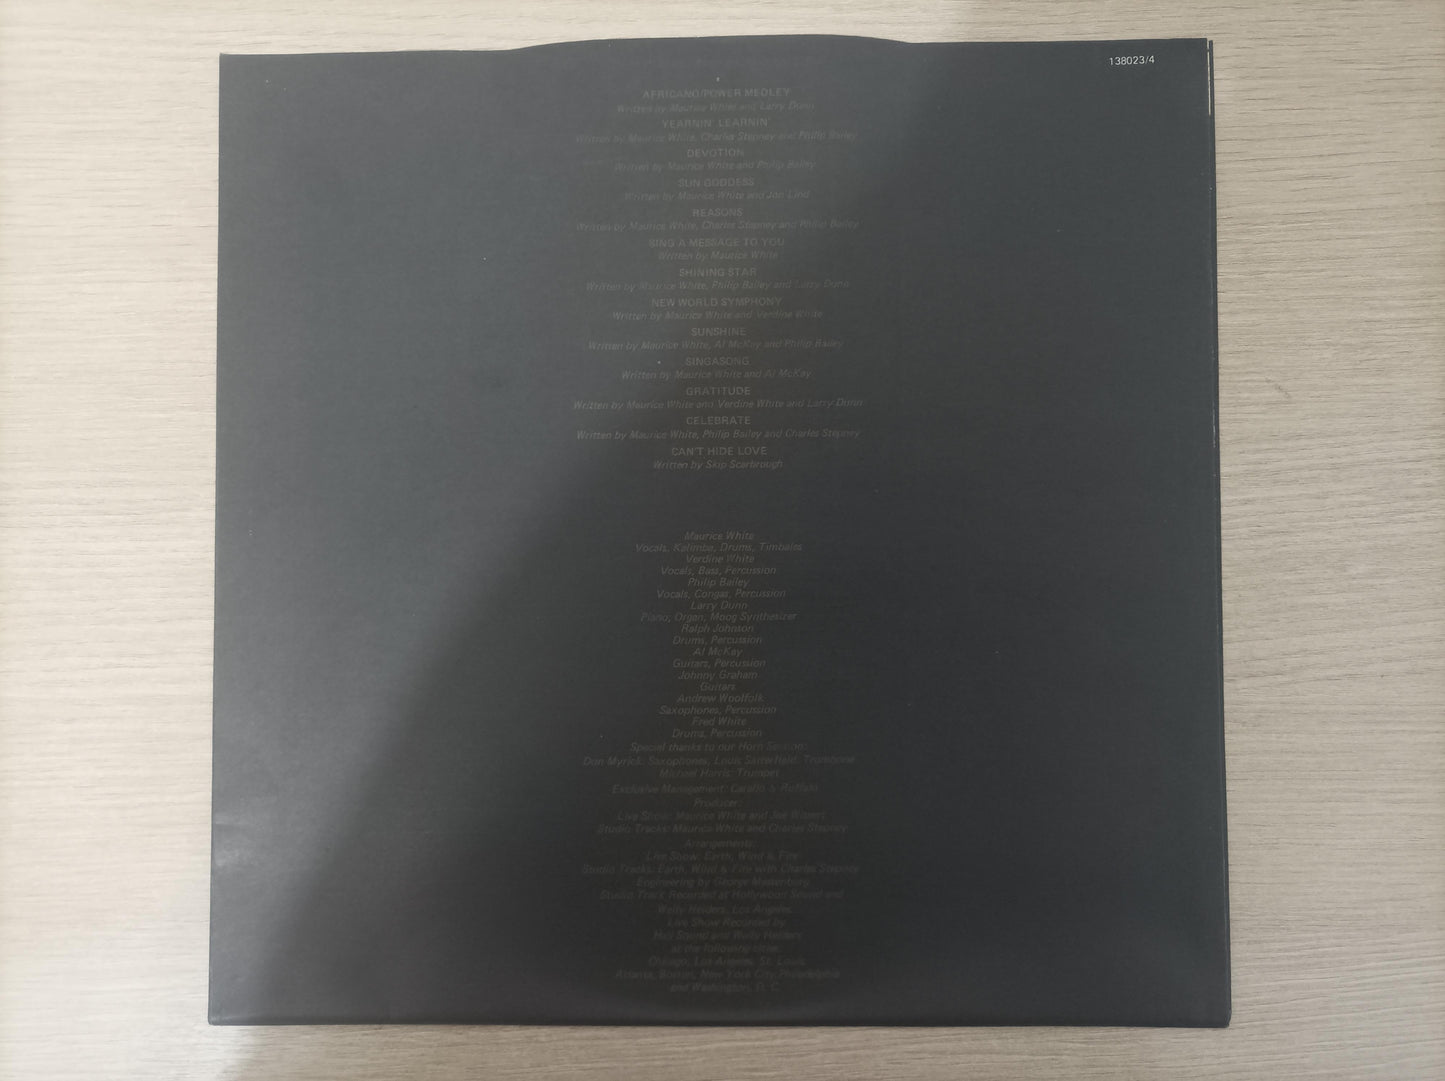 138023/4
AFRICANO/POWER MEDLEY
Written by Maurice White and Larry Dunn
YEARNIN' LEARNIN'
Written by Maurice White, Charles Stepney and Philip Bailey
DEVOTION
Written by Maurice White and Philip Bailey
SUN GODDESS
Written by Maurice White and Jon Lind
REASONS
Written by Maurice White, Charles Stepney and Philip Bailey
SING A MESSAGE TO YOU
Written by Maurice White
SHINING STAR
Written by Maurice White, Philip Bailey and Larry Dunn
NEW WORLD SYMPHONY
Written by Maurice White and Verdine White
SUNSHINE
Written by Maurice White, Al McKay and Philip Bailey
SINGASONG
Written by Maurice White and Al McKay
GRATITUDE
Written by Maurice White and Verdine White and Larry Dunn
CELEBRATE
Written by Maurice White, Philip Bailey and Charles Stepney
CAN'T HIDE LOVE
Written by Skip Scarbrough
Maurice White
Vocals, Kalimba, Drums, Timbales
Verdine White
Vocals, Bass, Percussion
Philip Bailey
Vocals, Congas, Percussion
Larry Dunn
Piano, Organ, Moog Synthesizer
Ralph Johnson
Drums, Percussion
Al McKay
Guitars, Percussion
Johnny Graham
Guitars
Andrew Woolfolk
Saxophones, Percussion
Fred White
Drums, Percussion
Special thanks to our Horn Section:
Don Myrick: Saxophones, Louis Satterfield: Trombone
Michael Harris: Trumpet
Exclusive Management: Cavallo & Ruffalo
Producer:
Live Show: Maurice White and Joe Wissert
Studio Tracks: Maurice White and Charles Stepney
Arrangements:
Live Show: Earth, Wind & Fire
Studio Tracks: Earth, Wind & Fire with Charles Stepney
Engineering by George Massenburg
Studio Track Recorded at Hollywood Sound and
Wally Heiders, Los Angeles
Live Show Recorded by
Haji Sound and Wally Heiders
at the following cities:
Chicago, Los Angeles, St. Louis
Atlanta, Boston, New York City, Philadelphia
and Washington, D. C.